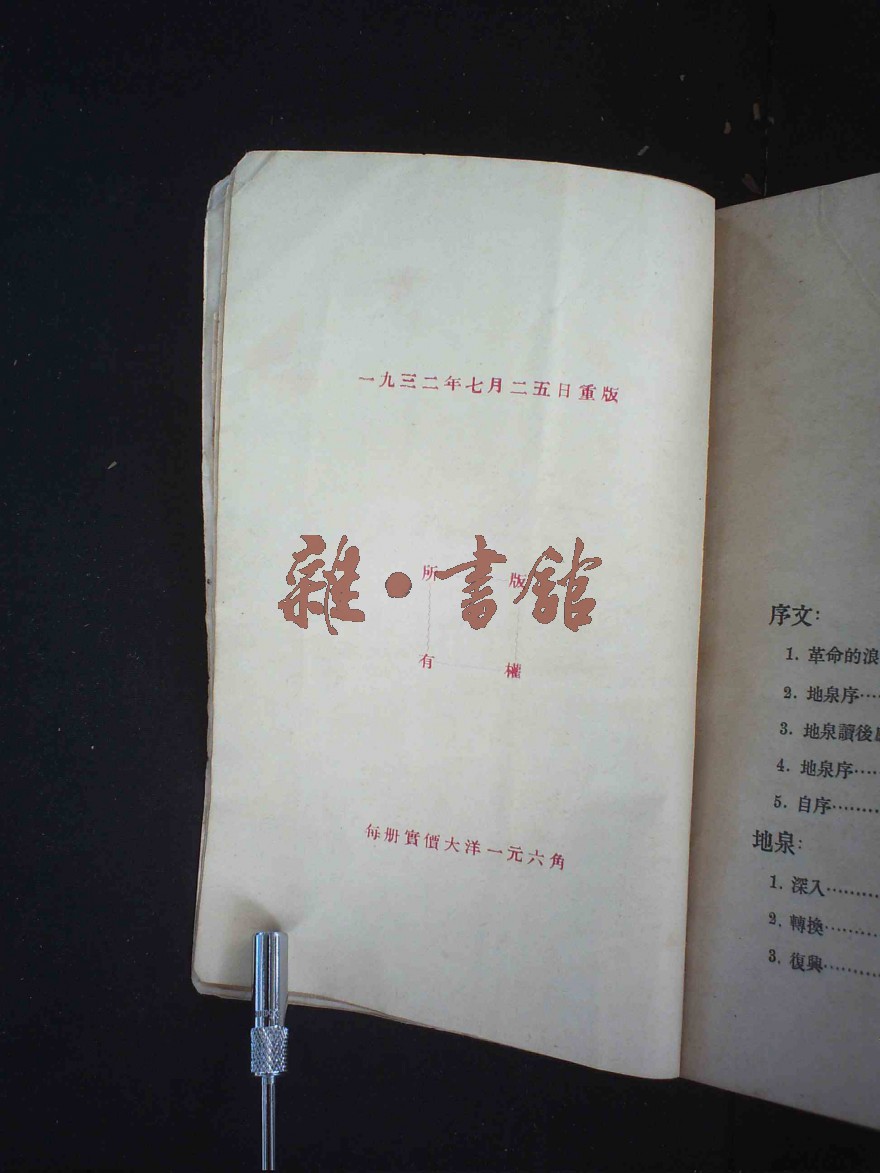 一九三二年七月二五日重版
雜·書館
所 版
有 權
每册實價大洋一元六角
序文:
1. 革命的浪
2. 地泉序……
3. 地泉讀後
4. 地泉序……
5. 自序………
地泉:
1. 深入………
2. 轉換………
3. 復興………